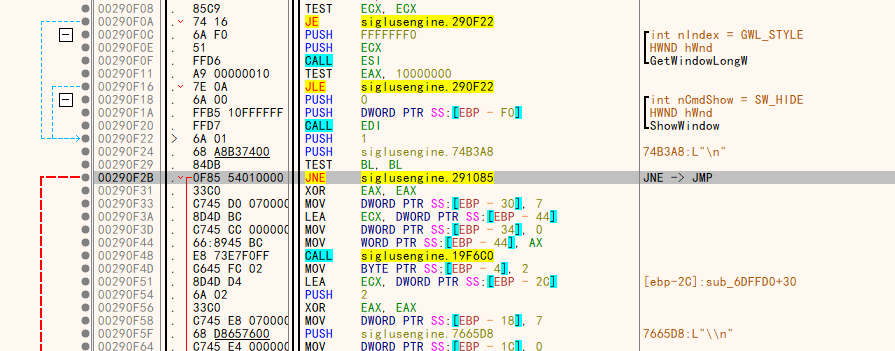 00290F08 . 85C9 TEST ECX, ECX
00290F0A . 74 16 JE siglusengine.290F22
00290F0C . 6A F0 PUSH FFFFFFF0 int nIndex = GWL_STYLE
00290F0E . 51 PUSH ECX HWND hWnd
00290F0F . FFD6 CALL ESI GetWindowLongW
00290F11 . A9 00000010 TEST EAX, 10000000
00290F16 . 7E 0A JLE siglusengine.290F22
00290F18 . 6A 00 PUSH 0 int nCmdShow = SW_HIDE
00290F1A . FFB5 10FFFFFF PUSH DWORD PTR SS:[EBP - F0] HWND hWnd
00290F20 . FFD7 CALL EDI ShowWindow
00290F22 > 6A 01 PUSH 1
00290F24 . 68 A8B37400 PUSH siglusengine.74B3A8 74B3A8:L"\n"
00290F29 . 84DB TEST BL, BL
00290F2B . 0F85 54010000 JNE siglusengine.291085 JNE -> JMP
00290F31 . 33C0 XOR EAX, EAX
00290F33 . C745 D0 070000 MOV DWORD PTR SS:[EBP - 30], 7
00290F3A . 8D4D BC LEA ECX, DWORD PTR SS:[EBP - 44]
00290F3D . C745 CC 000000 MOV DWORD PTR SS:[EBP - 34], 0
00290F44 . 66:8945 BC MOV WORD PTR SS:[EBP - 44], AX
00290F48 . E8 73E7F0FF CALL siglusengine.19F6C0
00290F4D . C645 FC 02 MOV BYTE PTR SS:[EBP - 4], 2
00290F51 . 8D4D D4 LEA ECX, DWORD PTR SS:[EBP - 2C] [ebp-2C]:sub_6DFFD0+30
00290F54 . 6A 02 PUSH 2
00290F56 . 33C0 XOR EAX, EAX
00290F58 . C745 E8 070000 MOV DWORD PTR SS:[EBP - 18], 7
00290F5F . 68 D8657600 PUSH siglusengine.7665D8 7665D8:L"\\n"
00290F64 . C745 E4 000000 MOV DWORD PTR SS:[EBP - 1C], 0